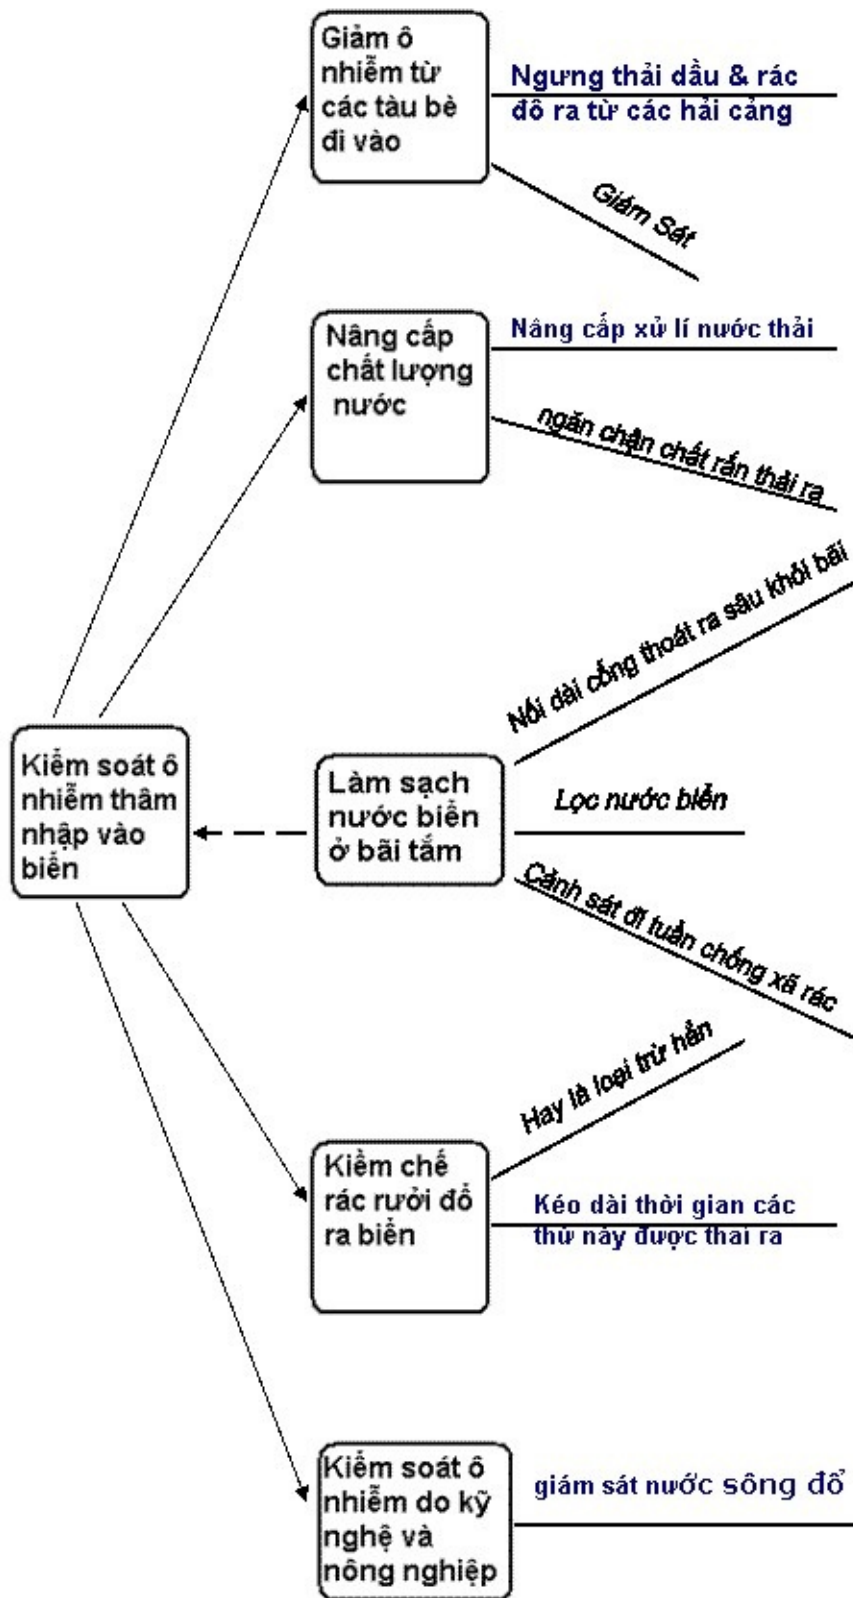 Giảm ô
nhiễm từ
các tàu bè
đi vào
Ngưng thải dầu & rác
đô ra từ các hải cảng
Giám Sát
Nâng cấp
chất lượng
nước
Nâng cấp xử lí nước thải
ngăn chận chất rắn thải ra
Nối dài cống thoát ra sâu khỏi bãi
Kiểm soát ô
nhiễm thâm
nhập vào
biển
Làm sạch
nước biển
ở bãi tắm
Lọc nước biển
Cảnh sát đi tuần chống xã rác
Hay là loại trừ hẳn
Kiềm chế
rác rưởi đổ
ra biển
Kéo dài thời gian các
thứ này được thai ra
Kiểm soát ô
nhiễm do kỹ
nghệ và
nông nghiệp
giám sát nước sông đổ